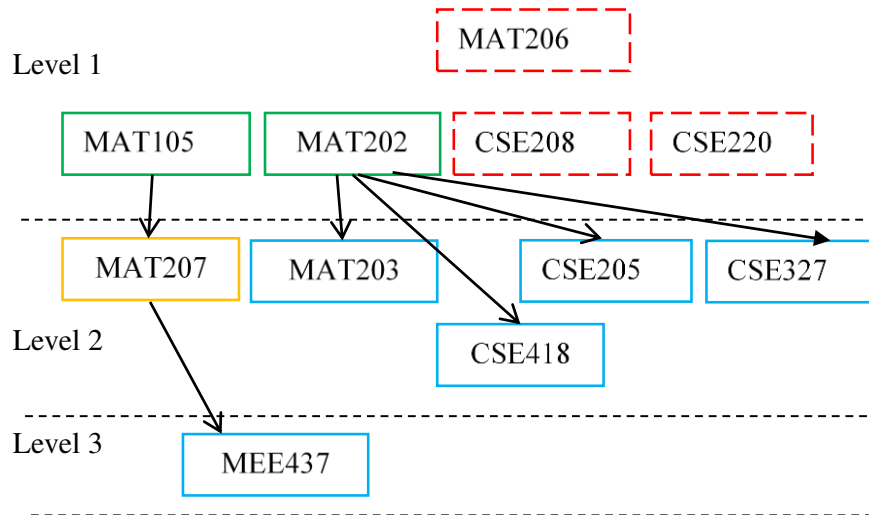 MAT206
Level 1
MAT105 MAT202 CSE208 CSE220
MAT207 MAT203 CSE205 CSE327
Level 2
CSE418
Level 3
MEE437